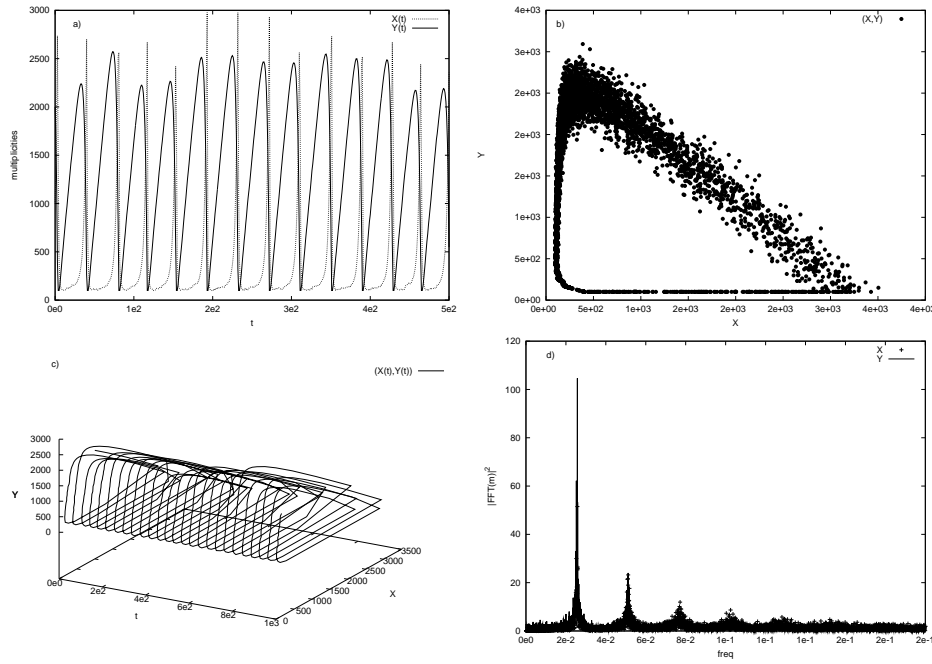 a)
X(t)
Y(t)
3000
2500
2000
1500
1000
500
0
multiplicities
0e0 1e2 2e2 3e2 4e2 5e2
t
b)
(X,Y)
4e+03
3e+03
2e+03
2e+03
2e+03
1e+03
5e+02
0e+00
Y
0e+00 5e+02 1e+03 2e+03 2e+03 2e+03 3e+03 4e+03
X
c)
(X(t),Y(t))
3000
2500
2000
1500
1000
500
0
Y
0e0 2e2 4e2 6e2 8e2 1e3
t
0 500 1000 1500 2000 2500 3000 3500
X
d)
X
Y
120
100
80
60
40
20
0
|FFT(m)|²
0e0 2e-2 4e-2 6e-2 8e-2 1e-1 1e-1 1e-1 2e-1 2e-1 2e-1
freq